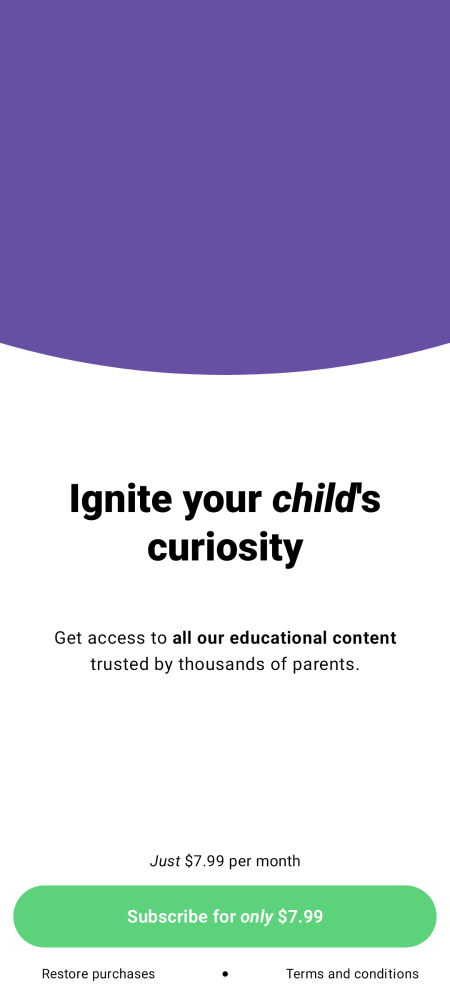 Ignite your child's
curiosity
Get access to all our educational content
trusted by thousands of parents.
Just $7.99 per month
Subscribe for only $7.99
Restore purchases • Terms and conditions